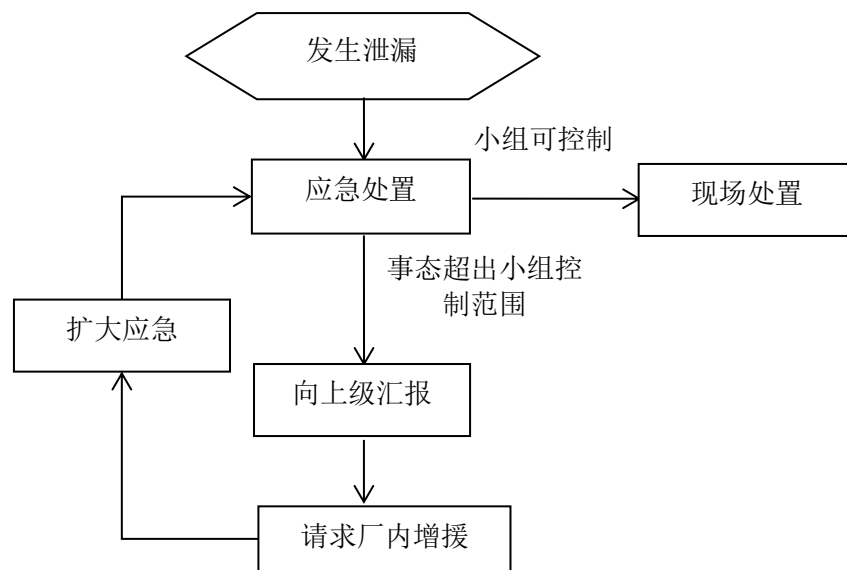 发生泄漏
小组可控制
应急处置
现场处置
事态超出小组控
制范围
扩大应急
向上级汇报
请求厂内增援